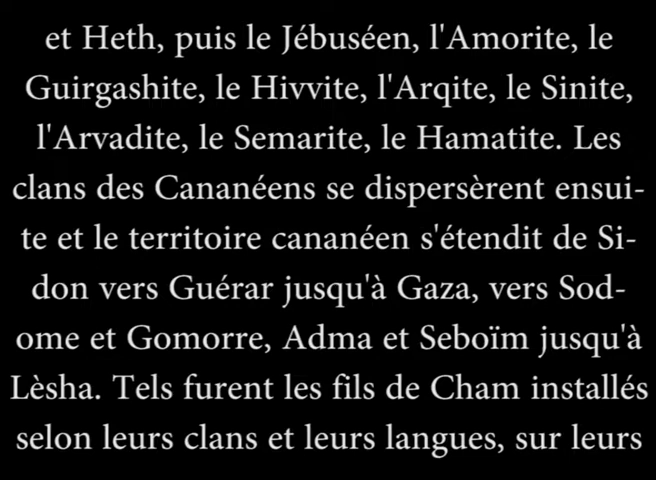 et Heth, puis le Jébuséen, l'Amorite, le
Guirgashite, le Hivvite, l'Arqite, le Sinite,
l'Arvadite, le Semarite, le Hamatite. Les
clans des Cananéens se dispersèrent ensui-
te et le territoire cananéen s'étendit de Si-
don vers Guérar jusqu'à Gaza, vers Sod-
ome et Gomorre, Adma et Seboïm jusqu'à
Lèsha. Tels furent les fils de Cham installés
selon leurs clans et leurs langues, sur leurs